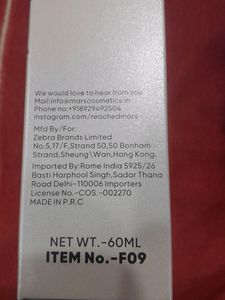 We would love to hear from you
Mail:info@marscosmetics.in
Phone no:+918929492504
instagram.com/reachedmars
Mfd By/For:
Zebra Brands Limited
No.5,17/F,Strand 50,50 Bonham
Strand,Sheung\ Wan,Hong Kong.
Imported By:Rome India 5925/26
Basti Harphool Singh,Sadar Thana
Road Delhi-110006 Importers
License No.-COS.-002270
MADE IN P.R.C
NET WT.-60ML
ITEM No.-F09